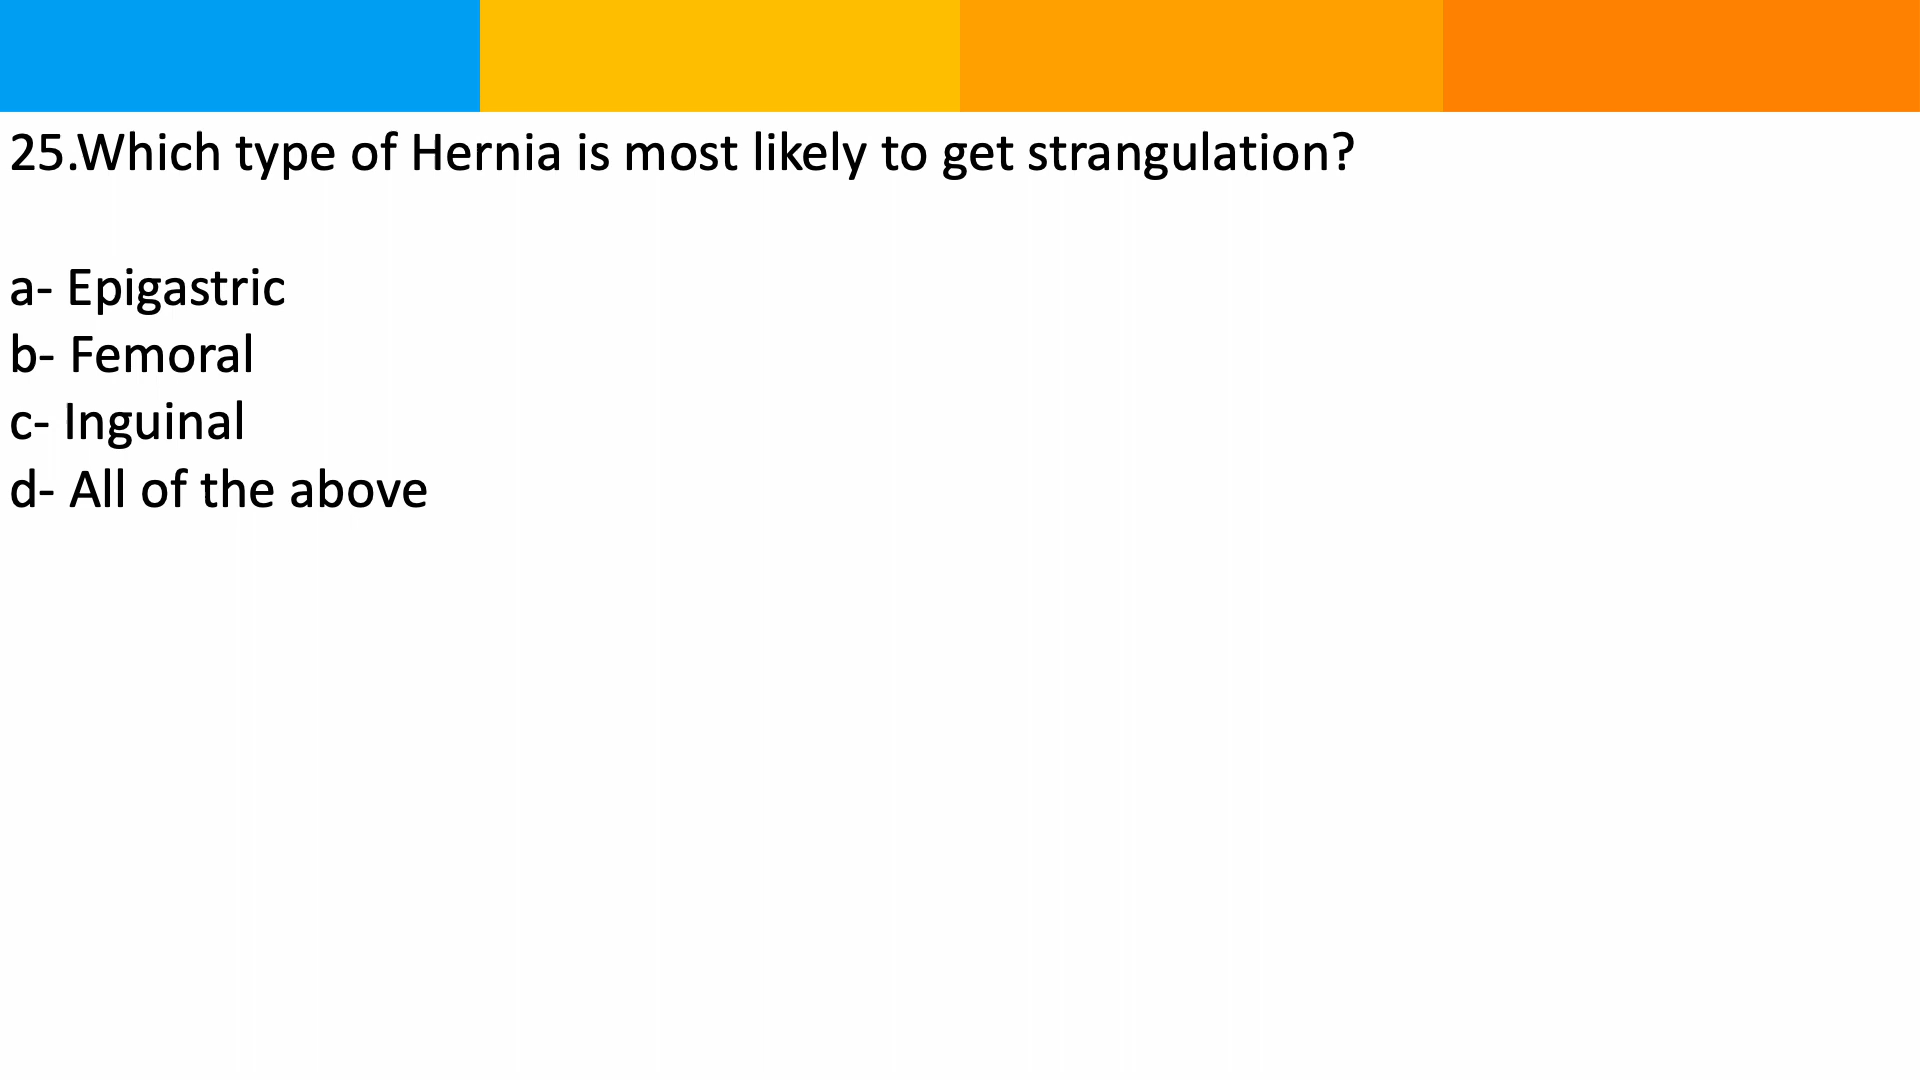 25.Which type of Hernia is most likely to get strangulation?
a- Epigastric
b- Femoral
c- Inguinal
d- All of the above